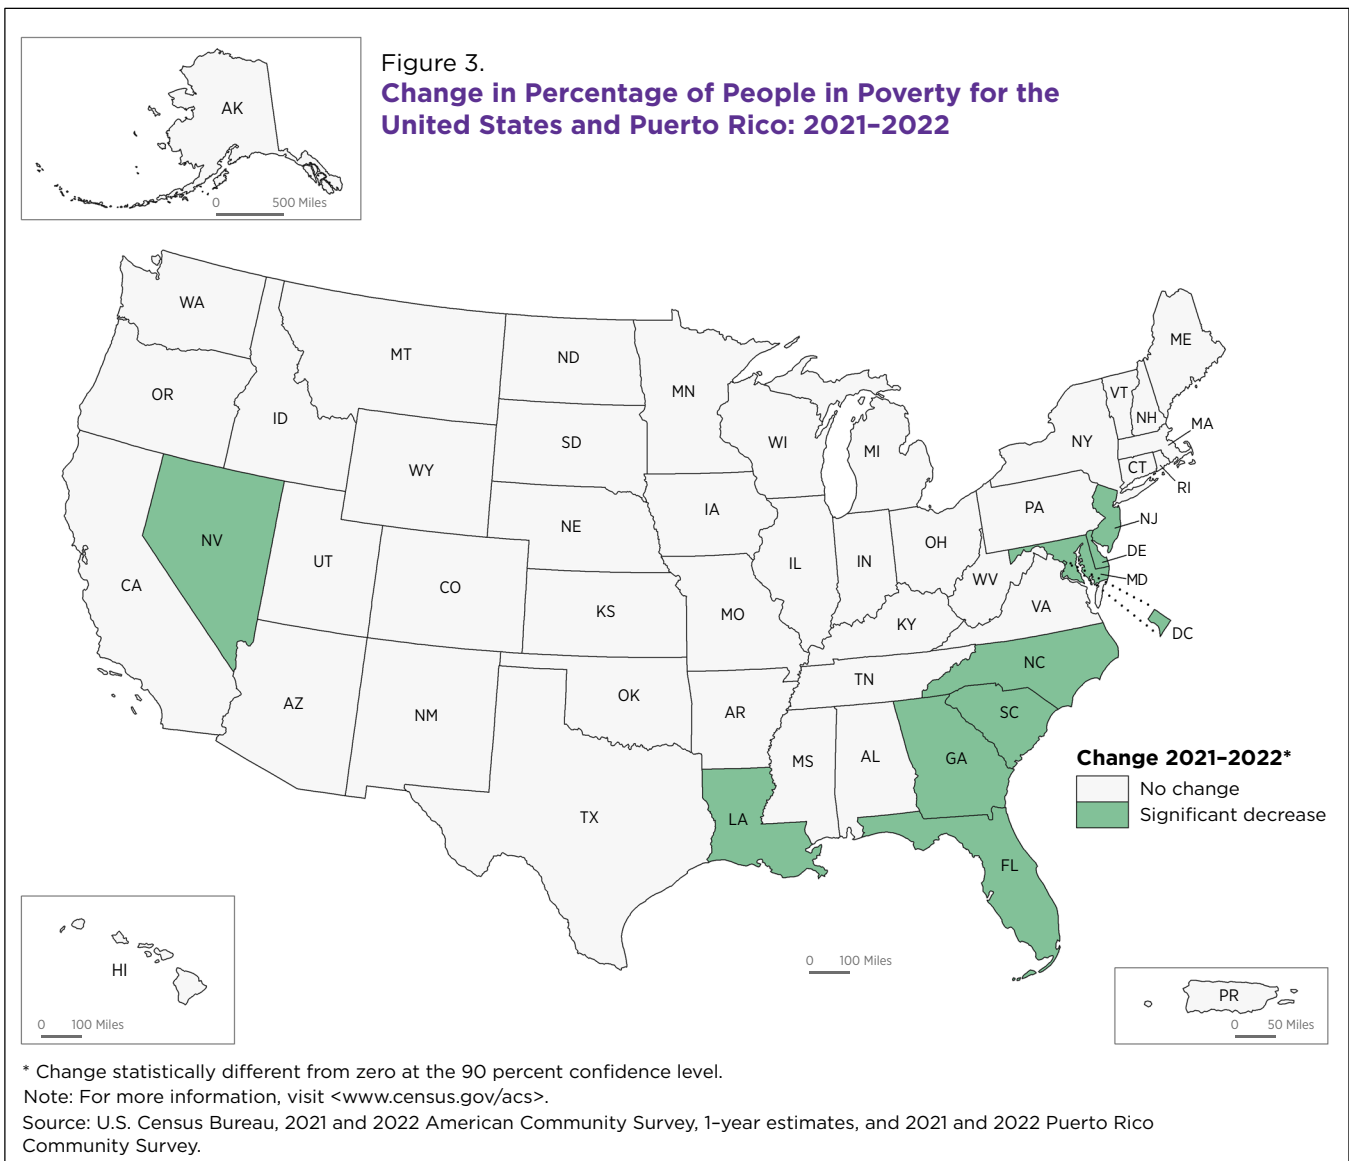 Figure 3.
Change in Percentage of People in Poverty for the
United States and Puerto Rico: 2021–2022
AK
0 500 Miles
WA
MT
ND
MN
OR
ID
SD
WI
MI
ME
VT
NH
MA
NY
CT
RI
WY
IA
PA
NJ
NE
NV
UT
CA
CO
IL
IN
OH
DE
MD
WV
VA
KS
MO
KY
DC
NC
TN
OK
AR
AZ
NM
SC
MS
AL
GA
TX
LA
FL
Change 2021–2022*
No change
Significant decrease
HI
0 100 Miles
0 100 Miles
PR
0 50 Miles
* Change statistically different from zero at the 90 percent confidence level.
Note: For more information, visit <www.census.gov/acs>.
Source: U.S. Census Bureau, 2021 and 2022 American Community Survey, 1–year estimates, and 2021 and 2022 Puerto Rico
Community Survey.